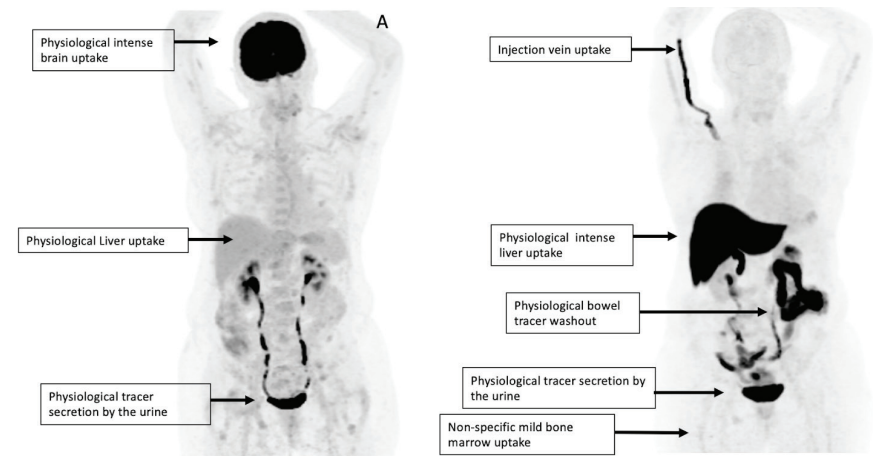 A
Physiological intense
brain uptake
Physiological Liver uptake
Physiological tracer
secretion by the urine
Injection vein uptake
Physiological intense
liver uptake
Physiological bowel
tracer washout
Physiological tracer secretion by
the urine
Non-specific mild bone
marrow uptake